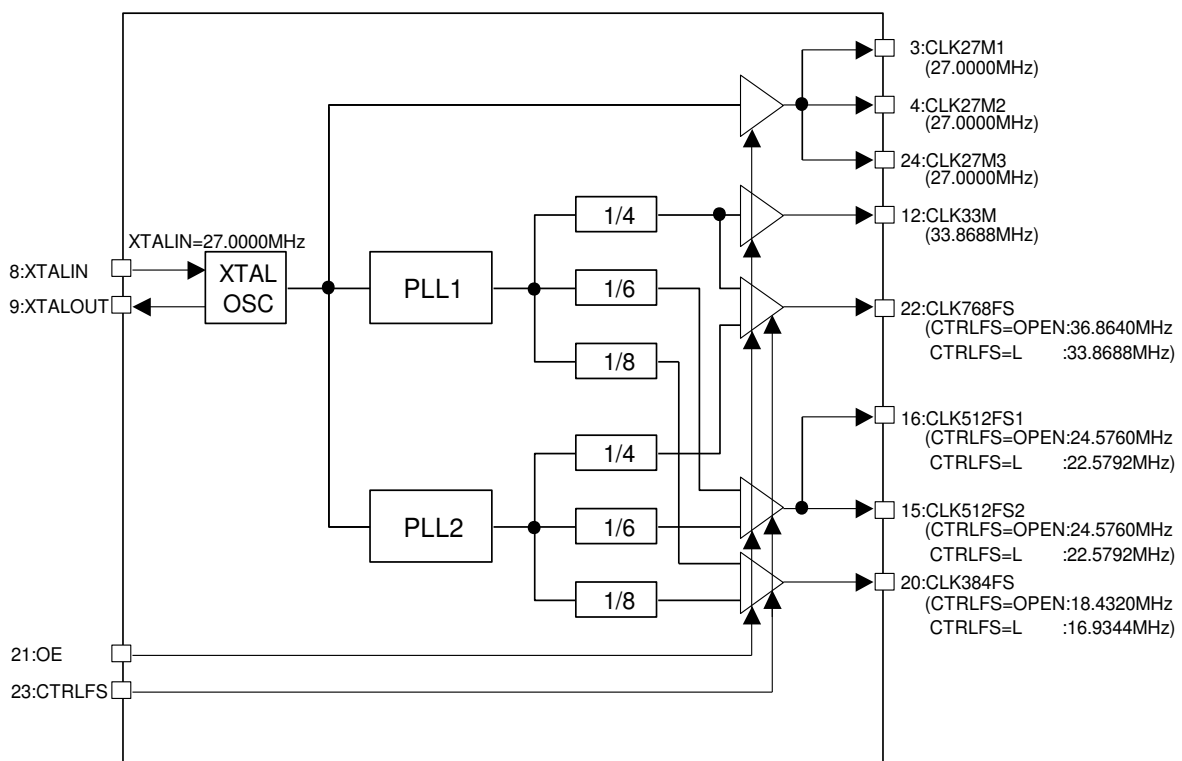 3:CLK27M1
(27.0000MHz)
4:CLK27M2
(27.0000MHz)
24:CLK27M3
(27.0000MHz)
1/4
12:CLK33M
(33.8688MHz)
XTALIN=27.0000MHz
8:XTALIN
9:XTALOUT
XTAL
OSC
PLL1
1/6
22:CLK768FS
(CTRLFS=OPEN:36.8640MHz
CTRLFS=L :33.8688MHz)
1/8
16:CLK512FS1
(CTRLFS=OPEN:24.5760MHz
CTRLFS=L :22.5792MHz)
1/4
PLL2
1/6
15:CLK512FS2
(CTRLFS=OPEN:24.5760MHz
CTRLFS=L :22.5792MHz)
1/8
20:CLK384FS
(CTRLFS=OPEN:18.4320MHz
CTRLFS=L :16.9344MHz)
21:OE
23:CTRLFS